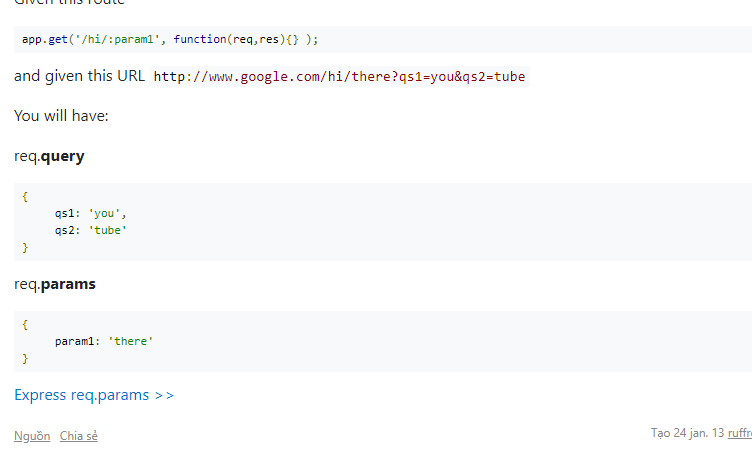 Given this route
app.get('/hi/:param1', function(req,res){} );
and given this URL http://www.google.com/hi/there?qs1=you&qs2=tube
You will have:
req.query
{
qs1: 'you',
qs2: 'tube'
}
req.params
{
param1: 'there'
}
Express req.params >>
Nguồn Chia sẻ
Tạo 24 jan. 13 ruffr